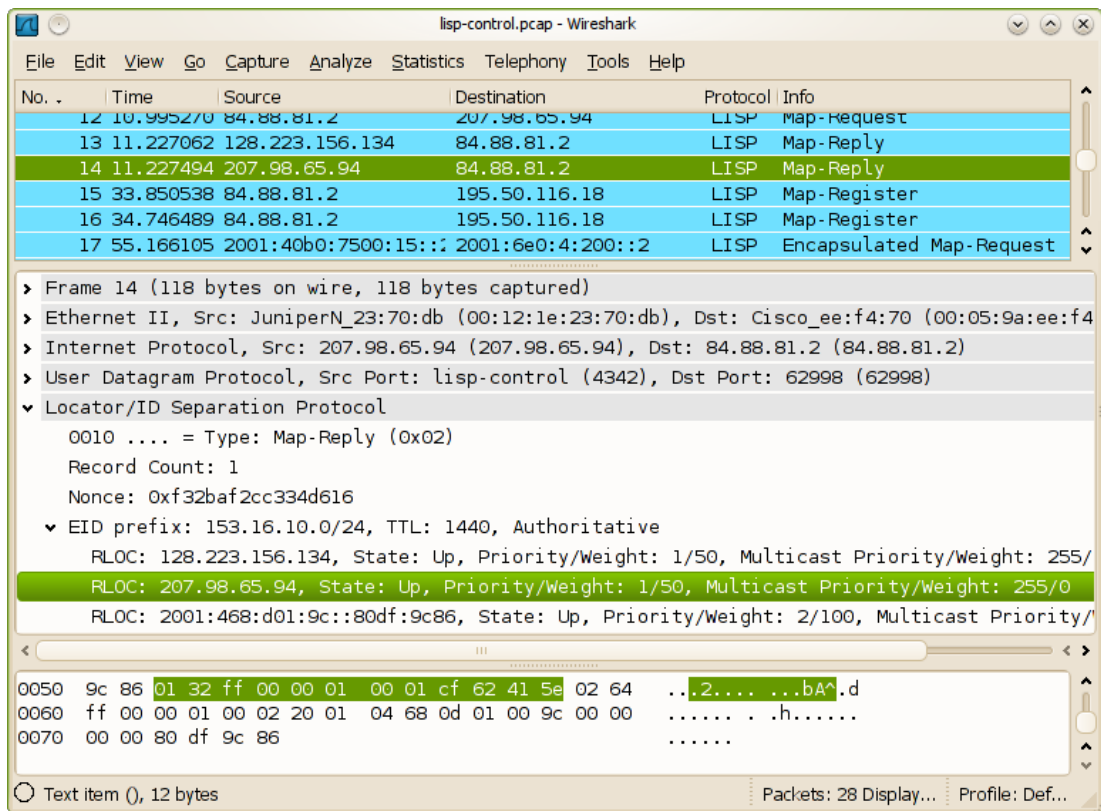 lisp-control.pcap - Wireshark
File Edit View Go Capture Analyze Statistics Telephony Tools Help
No. . Time Source Destination Protocol Info
12 10.995270 84.88.81.2 207.98.65.94 LISP Map-Request
13 11.227062 128.223.156.134 84.88.81.2 LISP Map-Reply
14 11.227494 207.98.65.94 84.88.81.2 LISP Map-Reply
15 33.850538 84.88.81.2 195.50.116.18 LISP Map-Register
16 34.746489 84.88.81.2 195.50.116.18 LISP Map-Register
17 55.166105 2001:40b0:7500:15:: 2001:6e0:4:200::2 LISP Encapsulated Map-Request
Frame 14 (118 bytes on wire, 118 bytes captured)
Ethernet II, Src: JuniperN_23:70:db (00:12:1e:23:70:db), Dst: Cisco_ee:f4:70 (00:05:9a:ee:f4
Internet Protocol, Src: 207.98.65.94 (207.98.65.94), Dst: 84.88.81.2 (84.88.81.2)
User Datagram Protocol, Src Port: lisp-control (4342), Dst Port: 62998 (62998)
Locator/ID Separation Protocol
0010 .... = Type: Map-Reply (0x02)
Record Count: 1
Nonce: 0xf32baf2cc334d616
EID prefix: 153.16.10.0/24, TTL: 1440, Authoritative
RLOC: 128.223.156.134, State: Up, Priority/Weight: 1/50, Multicast Priority/Weight: 255/
RLOC: 207.98.65.94, State: Up, Priority/Weight: 1/50, Multicast Priority/Weight: 255/0
RLOC: 2001:468:d01:9c::80df:9c86, State: Up, Priority/Weight: 2/100, Multicast Priority/
0050 9c 86 01 32 ff 00 00 01 00 01 cf 62 41 5e 02 64 ...2.... ...bA^.d
0060 ff 00 00 01 00 02 20 01 04 68 0d 01 00 9c 00 00 ...... . .h......
0070 00 00 80 df 9c 86 ......
Text item (), 12 bytes Packets: 28 Display... Profile: Def...